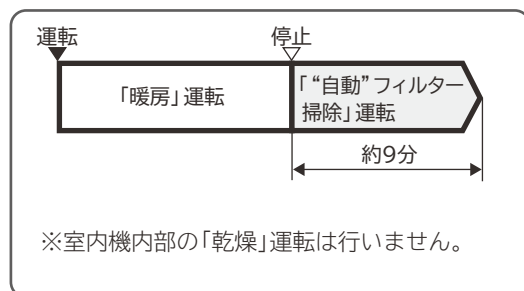 運転
停止
「暖房」運転
「“自動”フィルター
掃除」運転
約9分
※室内機内部の「乾燥」運転は行いません。